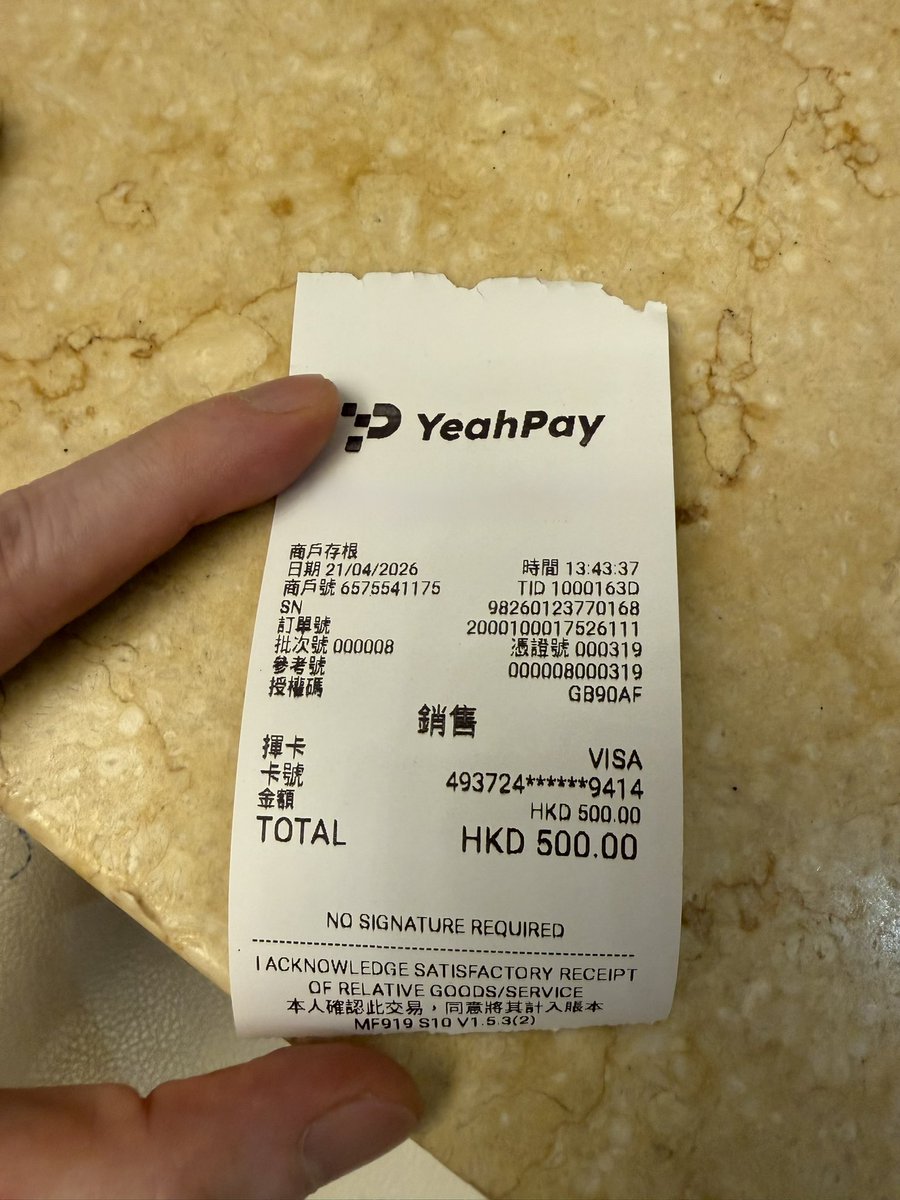 YeahPay
商戶存根
日期 21/04/2026 時間 13:43:37
商戶號 6575541175 TID 1000163D
SN 98260123770168
訂單號 2000100017526111
批次號 000008 憑證號 000319
參考號 000008000319
授權碼 GB90AF
銷售
揮卡 VISA
卡號 493724******9414
金額 HKD 500.00
TOTAL HKD 500.00
NO SIGNATURE REQUIRED
I ACKNOWLEDGE SATISFACTORY RECEIPT
OF RELATIVE GOODS/SERVICE
本人確認此交易，同意將其計入賬本
MF919 S10 V1.5.3(2)